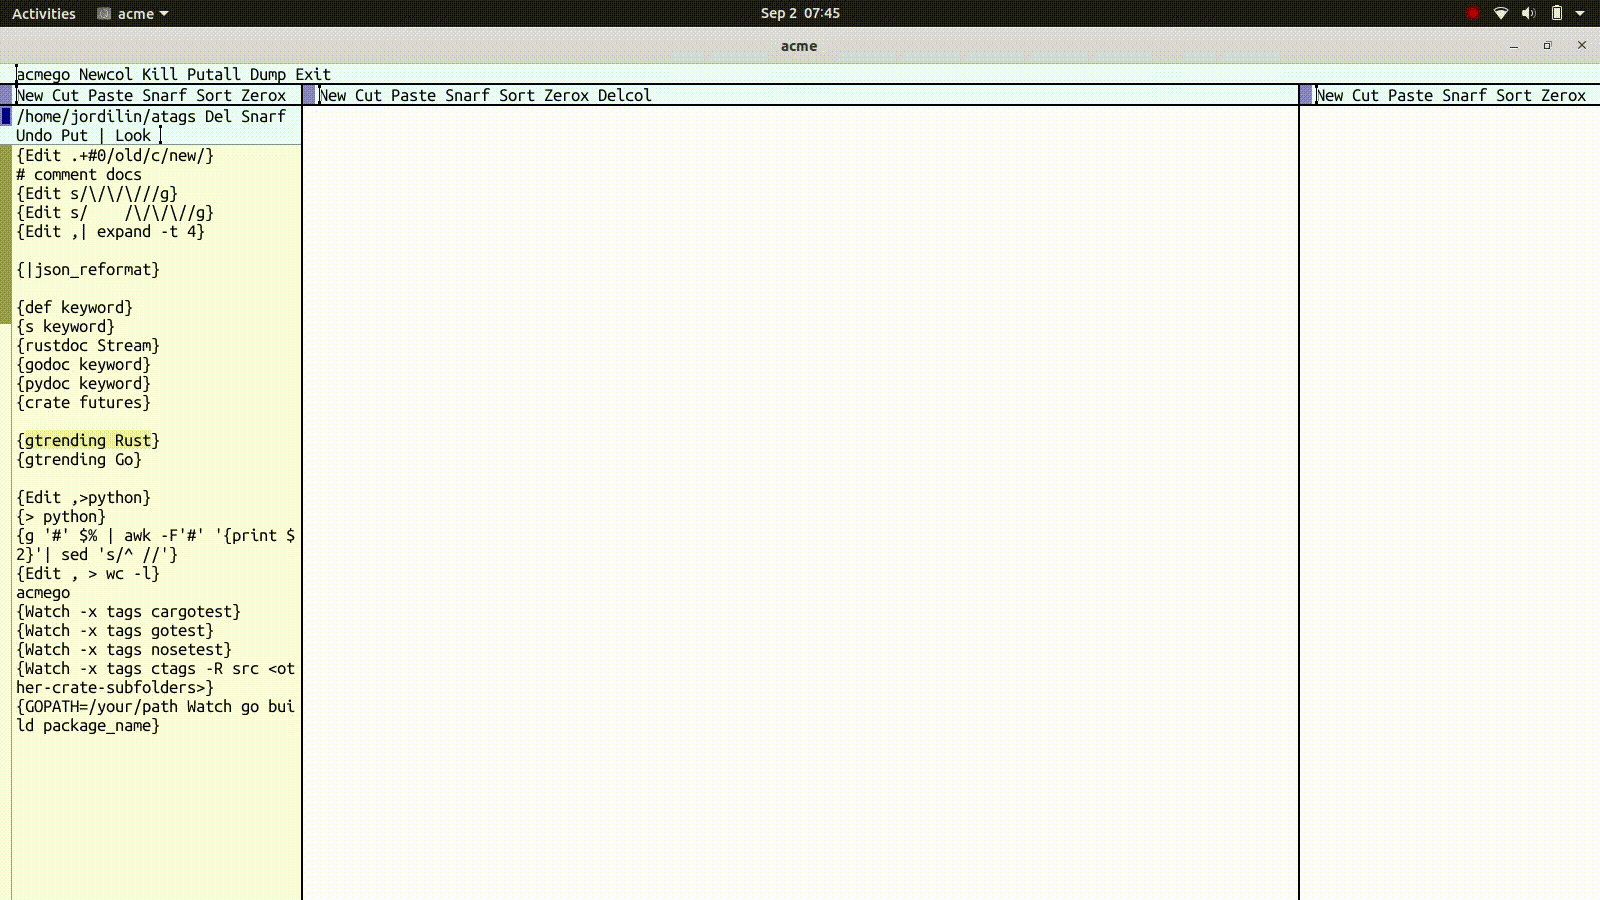 Activities acme Sep 2 07:45
acme
acmego Newcol Kill Putall Dump Exit
New Cut Paste Snarf Sort Zerox
New Cut Paste Snarf Sort Zerox Delcol
New Cut Paste Snarf Sort Zerox
/home/jordilin/atags Del Snarf
Undo Put | Look
{Edit .+#0/old/c/new/}
# comment docs
{Edit s/\/\/\///g}
{Edit s/    /\/\/\//g}
{Edit ,| expand -t 4}
{|json_reformat}
{def keyword}
{s keyword}
{rustdoc Stream}
{godoc keyword}
{pydoc keyword}
{crate futures}
{gtrending Rust}
{gtrending Go}
{Edit ,>python}
{> python}
{g '#' $% | awk -F'#' '{print $
2}'| sed 's/^ //'}
{Edit , > wc -l}
acmego
{Watch -x tags cargotest}
{Watch -x tags gotest}
{Watch -x tags nosetest}
{Watch -x tags ctags -R src <ot
her-crate-subfolders>}
{GOPATH=/your/path Watch go bui
ld package_name}